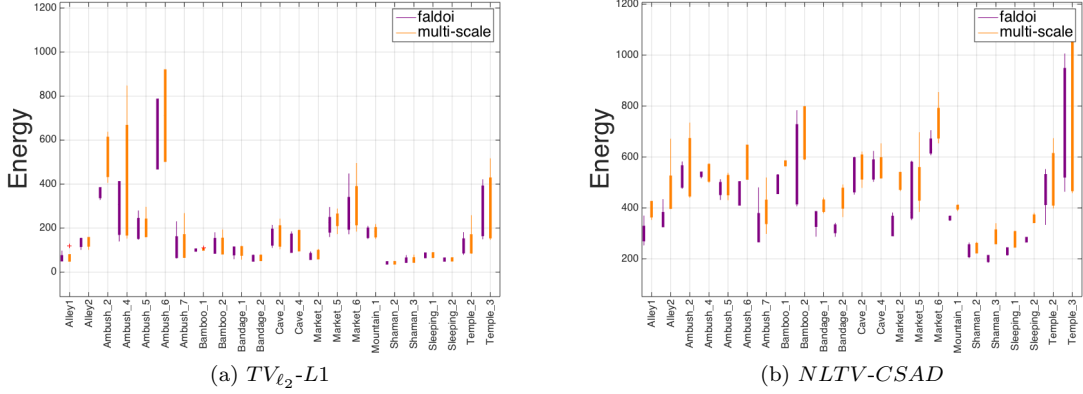 1200
1000
800
600
400
200
0
Energy
faldoi
multi-scale
Alley1
Alley2
Ambush_2
Ambush_4
Ambush_5
Ambush_6
Ambush_7
Bamboo_1
Bamboo_2
Bandage_1
Bandage_2
Cave_2
Cave_4
Market_2
Market_5
Market_6
Mountain_1
Shaman_2
Shaman_3
Sleeping_1
Sleeping_2
Temple_2
Temple_3
(a) TVℓ2-L1
1200
1000
800
600
400
200
0
Energy
faldoi
multi-scale
Alley1
Alley2
Ambush_2
Ambush_4
Ambush_5
Ambush_6
Ambush_7
Bamboo_1
Bamboo_2
Bandage_1
Bandage_2
Cave_2
Cave_4
Market_2
Market_5
Market_6
Mountain_1
Shaman_2
Shaman_3
Sleeping_1
Sleeping_2
Temple_2
Temple_3
(b) NLTV-CSAD